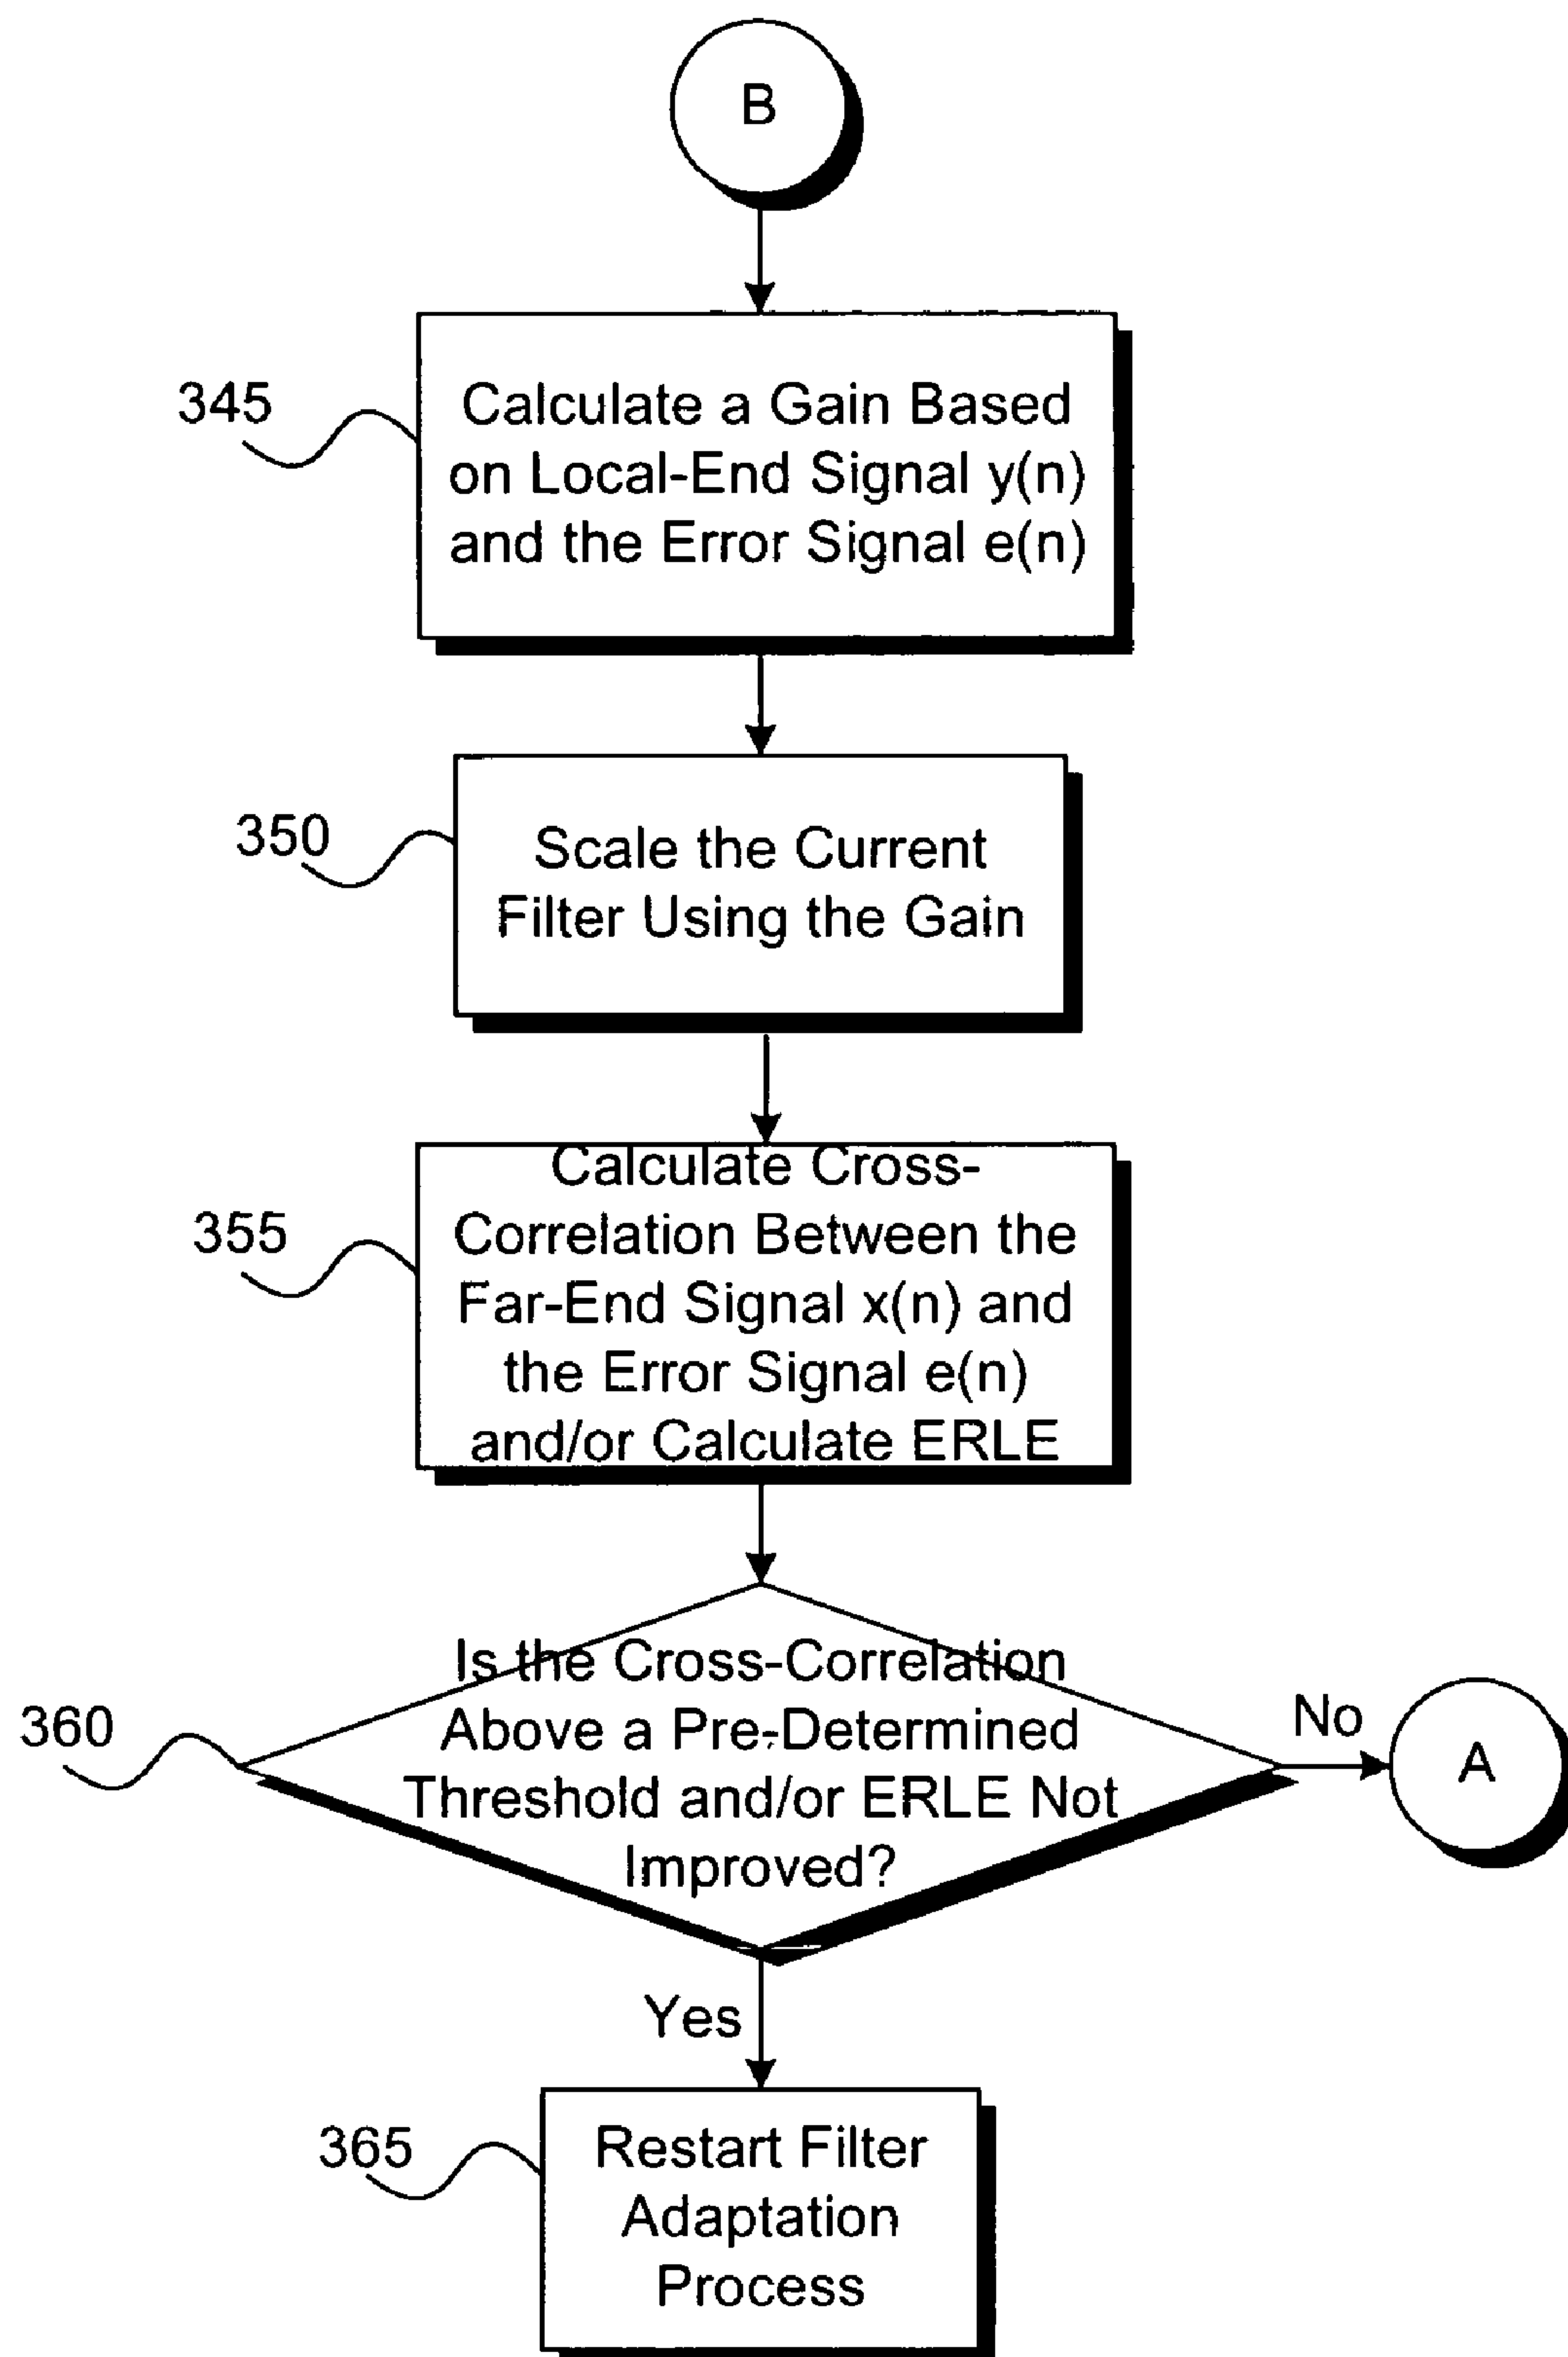 B
345
Calculate a Gain Based
on Local-End Signal y(n)
and the Error Signal e(n)
350
Scale the Current
Filter Using the Gain
355
Calculate Cross-
Correlation Between the
Far-End Signal x(n) and
the Error Signal e(n)
and/or Calculate ERLE
360
Is the Cross-Correlation
Above a Pre-Determined
Threshold and/or ERLE Not
Improved?
No
A
Yes
365
Restart Filter
Adaptation
Process